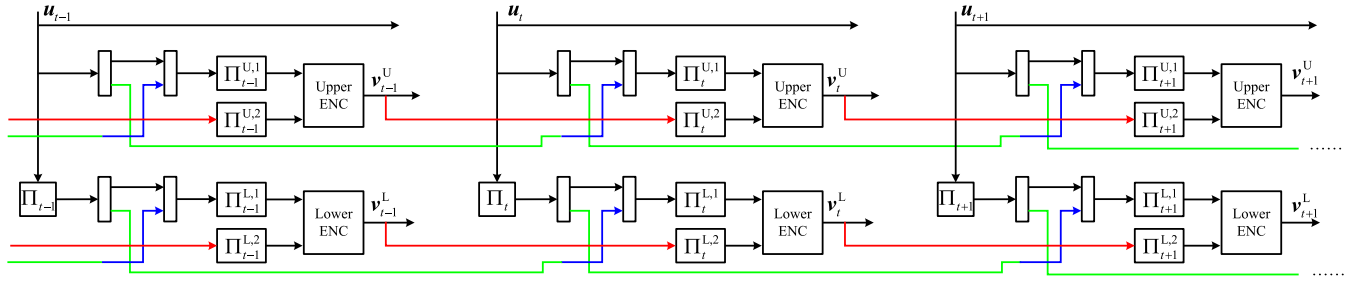 u_{t−1} u_t u_{t+1}
Π^{U,1}_{t−1} Upper ENC v^U_{t−1} Π^{U,1}_t Upper ENC v^U_t Π^{U,1}_{t+1} Upper ENC v^U_{t+1}
Π^{U,2}_{t−1} Π^{U,2}_t Π^{U,2}_{t+1}
......
Π_{t−1} Π^{L,1}_{t−1} Lower ENC v^L_{t−1} Π_t Π^{L,1}_t Lower ENC v^L_t Π_{t+1} Π^{L,1}_{t+1} Lower ENC v^L_{t+1}
Π^{L,2}_{t−1} Π^{L,2}_t Π^{L,2}_{t+1}
......